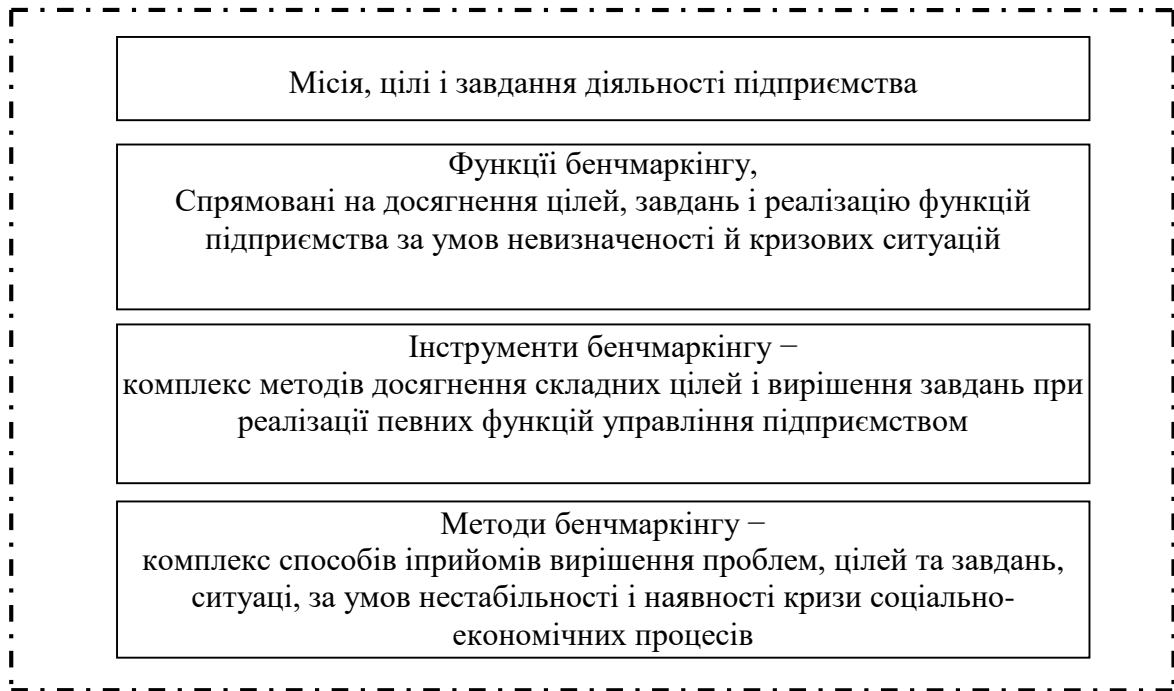 Місія, цілі і завдання діяльності підприємства
Функції бенчмаркінгу,
Спрямовані на досягнення цілей, завдань і реалізацію функцій
підприємства за умов невизначеності й кризових ситуацій
Інструменти бенчмаркінгу −
комплекс методів досягнення складних цілей і вирішення завдань при
реалізації певних функцій управління підприємством
Методи бенчмаркінгу −
комплекс способів іприйомів вирішення проблем, цілей та завдань,
ситуаці, за умов нестабільності і наявності кризи соціально-
економічних процесів